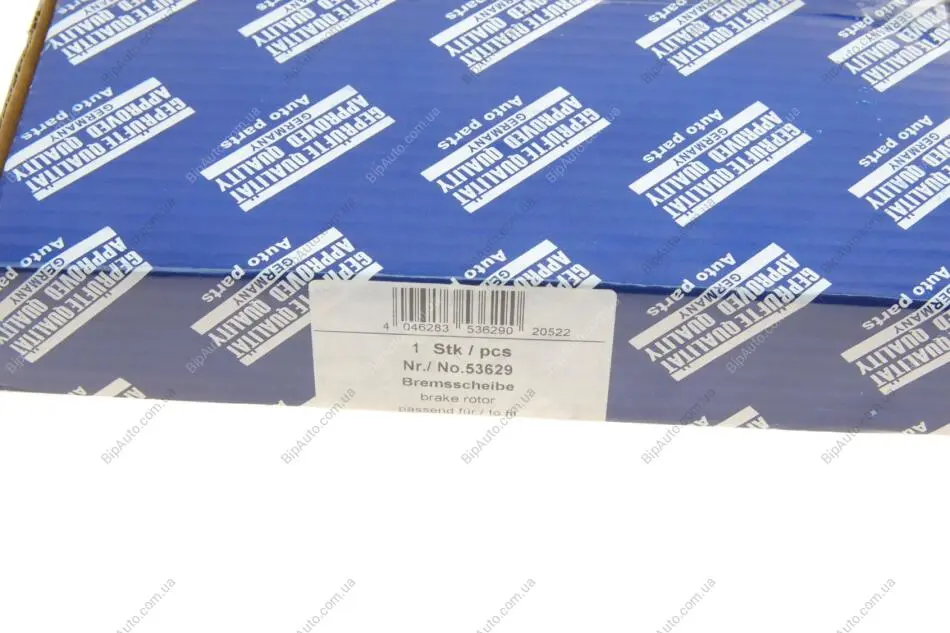 GEPRÜFTE QUALITÄT
APPROVED QUALITY
GERMANY
Auto parts
4 046283 536290 20522
1 Stk / pcs
Nr./ No.53629
Bremsscheibe
brake rotor
passend für / to fit
BipAuto.com.ua